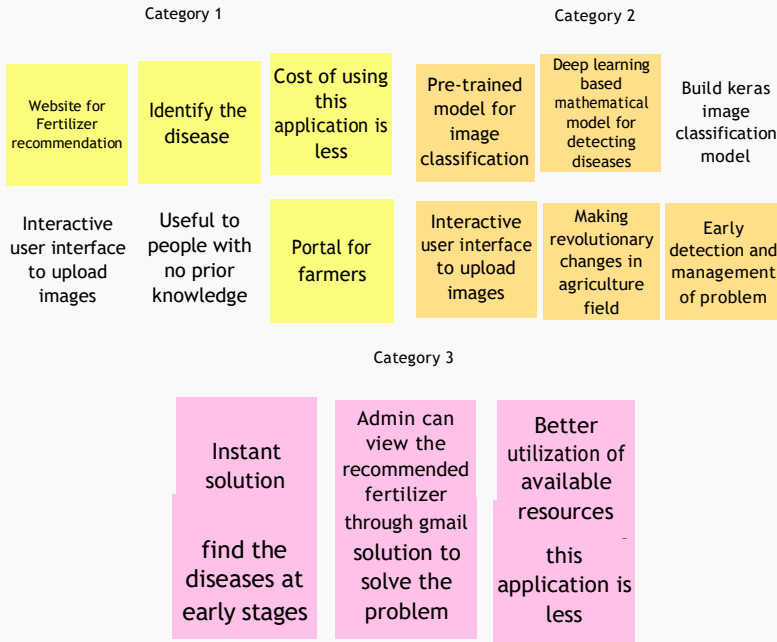 Category 1
Website for
Fertilizer
recommendation
Identify the
disease
Cost of using
this
application is
less
Interactive
user interface
to upload
images
Useful to
people with
no prior
knowledge
Portal for
farmers
Category 2
Pre-trained
model for
image
classification
Deep learning
based
mathematical
model for
detecting
diseases
Build keras
image
classification
model
Interactive
user interface
to upload
images
Making
revolutionary
changes in
agriculture
field
Early
detection and
management
of problem
Category 3
Instant
solution
Admin can
view the
recommended
fertilizer
through gmail
Better
utilization of
available
resources
find the
diseases at
early stages
solution to
solve the
problem
this
application is
less